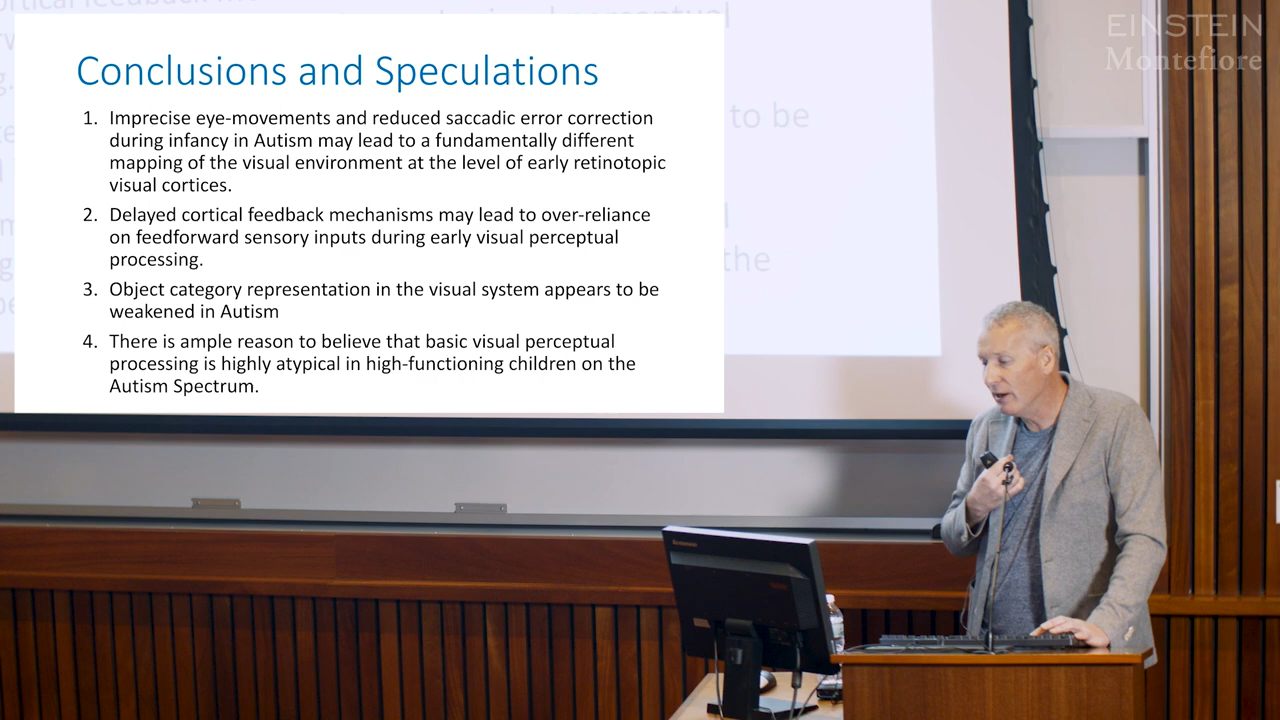 EINSTEIN
Montefiore
Conclusions and Speculations
1. Imprecise eye-movements and reduced saccadic error correction
during infancy in Autism may lead to a fundamentally different
mapping of the visual environment at the level of early retinotopic
visual cortices.
2. Delayed cortical feedback mechanisms may lead to over-reliance
on feedforward sensory inputs during early visual perceptual
processing.
3. Object category representation in the visual system appears to be
weakened in Autism
4. There is ample reason to believe that basic visual perceptual
processing is highly atypical in high-functioning children on the
Autism Spectrum.
to be
the